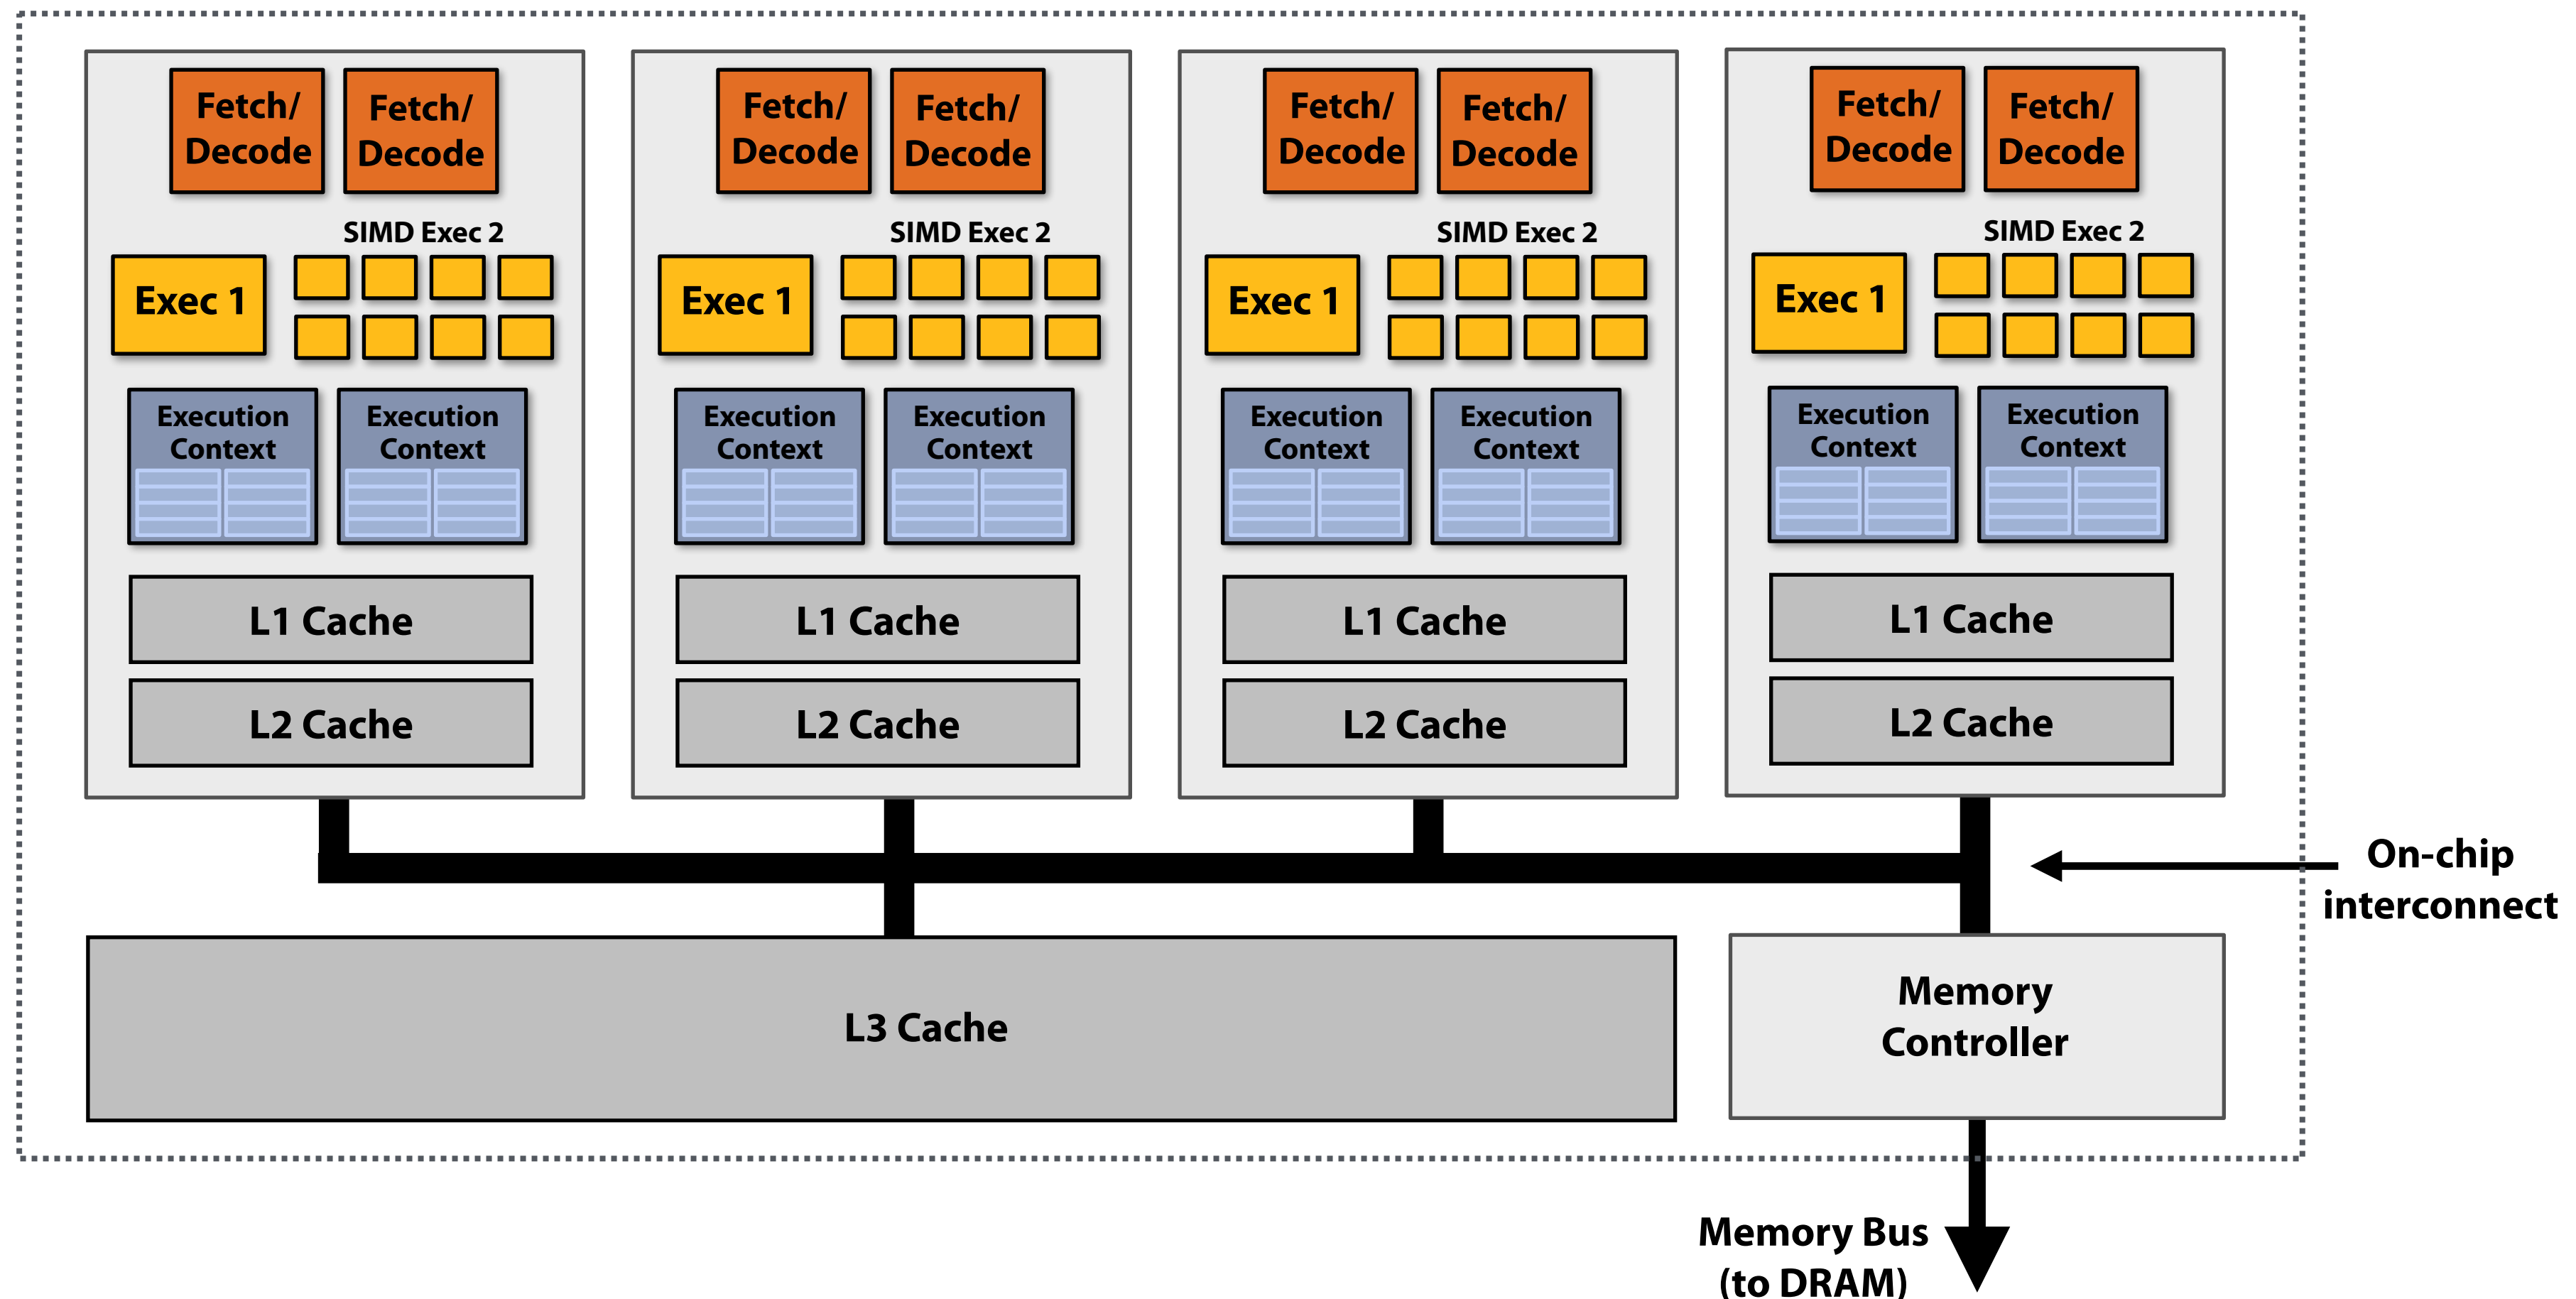 Fetch/
Decode
Fetch/
Decode
SIMD Exec 2
Exec 1
Execution
Context
Execution
Context
L1 Cache
L2 Cache
Fetch/
Decode
Fetch/
Decode
SIMD Exec 2
Exec 1
Execution
Context
Execution
Context
L1 Cache
L2 Cache
Fetch/
Decode
Fetch/
Decode
SIMD Exec 2
Exec 1
Execution
Context
Execution
Context
L1 Cache
L2 Cache
Fetch/
Decode
Fetch/
Decode
SIMD Exec 2
Exec 1
Execution
Context
Execution
Context
L1 Cache
L2 Cache
On-chip
interconnect
L3 Cache
Memory
Controller
Memory Bus
(to DRAM)